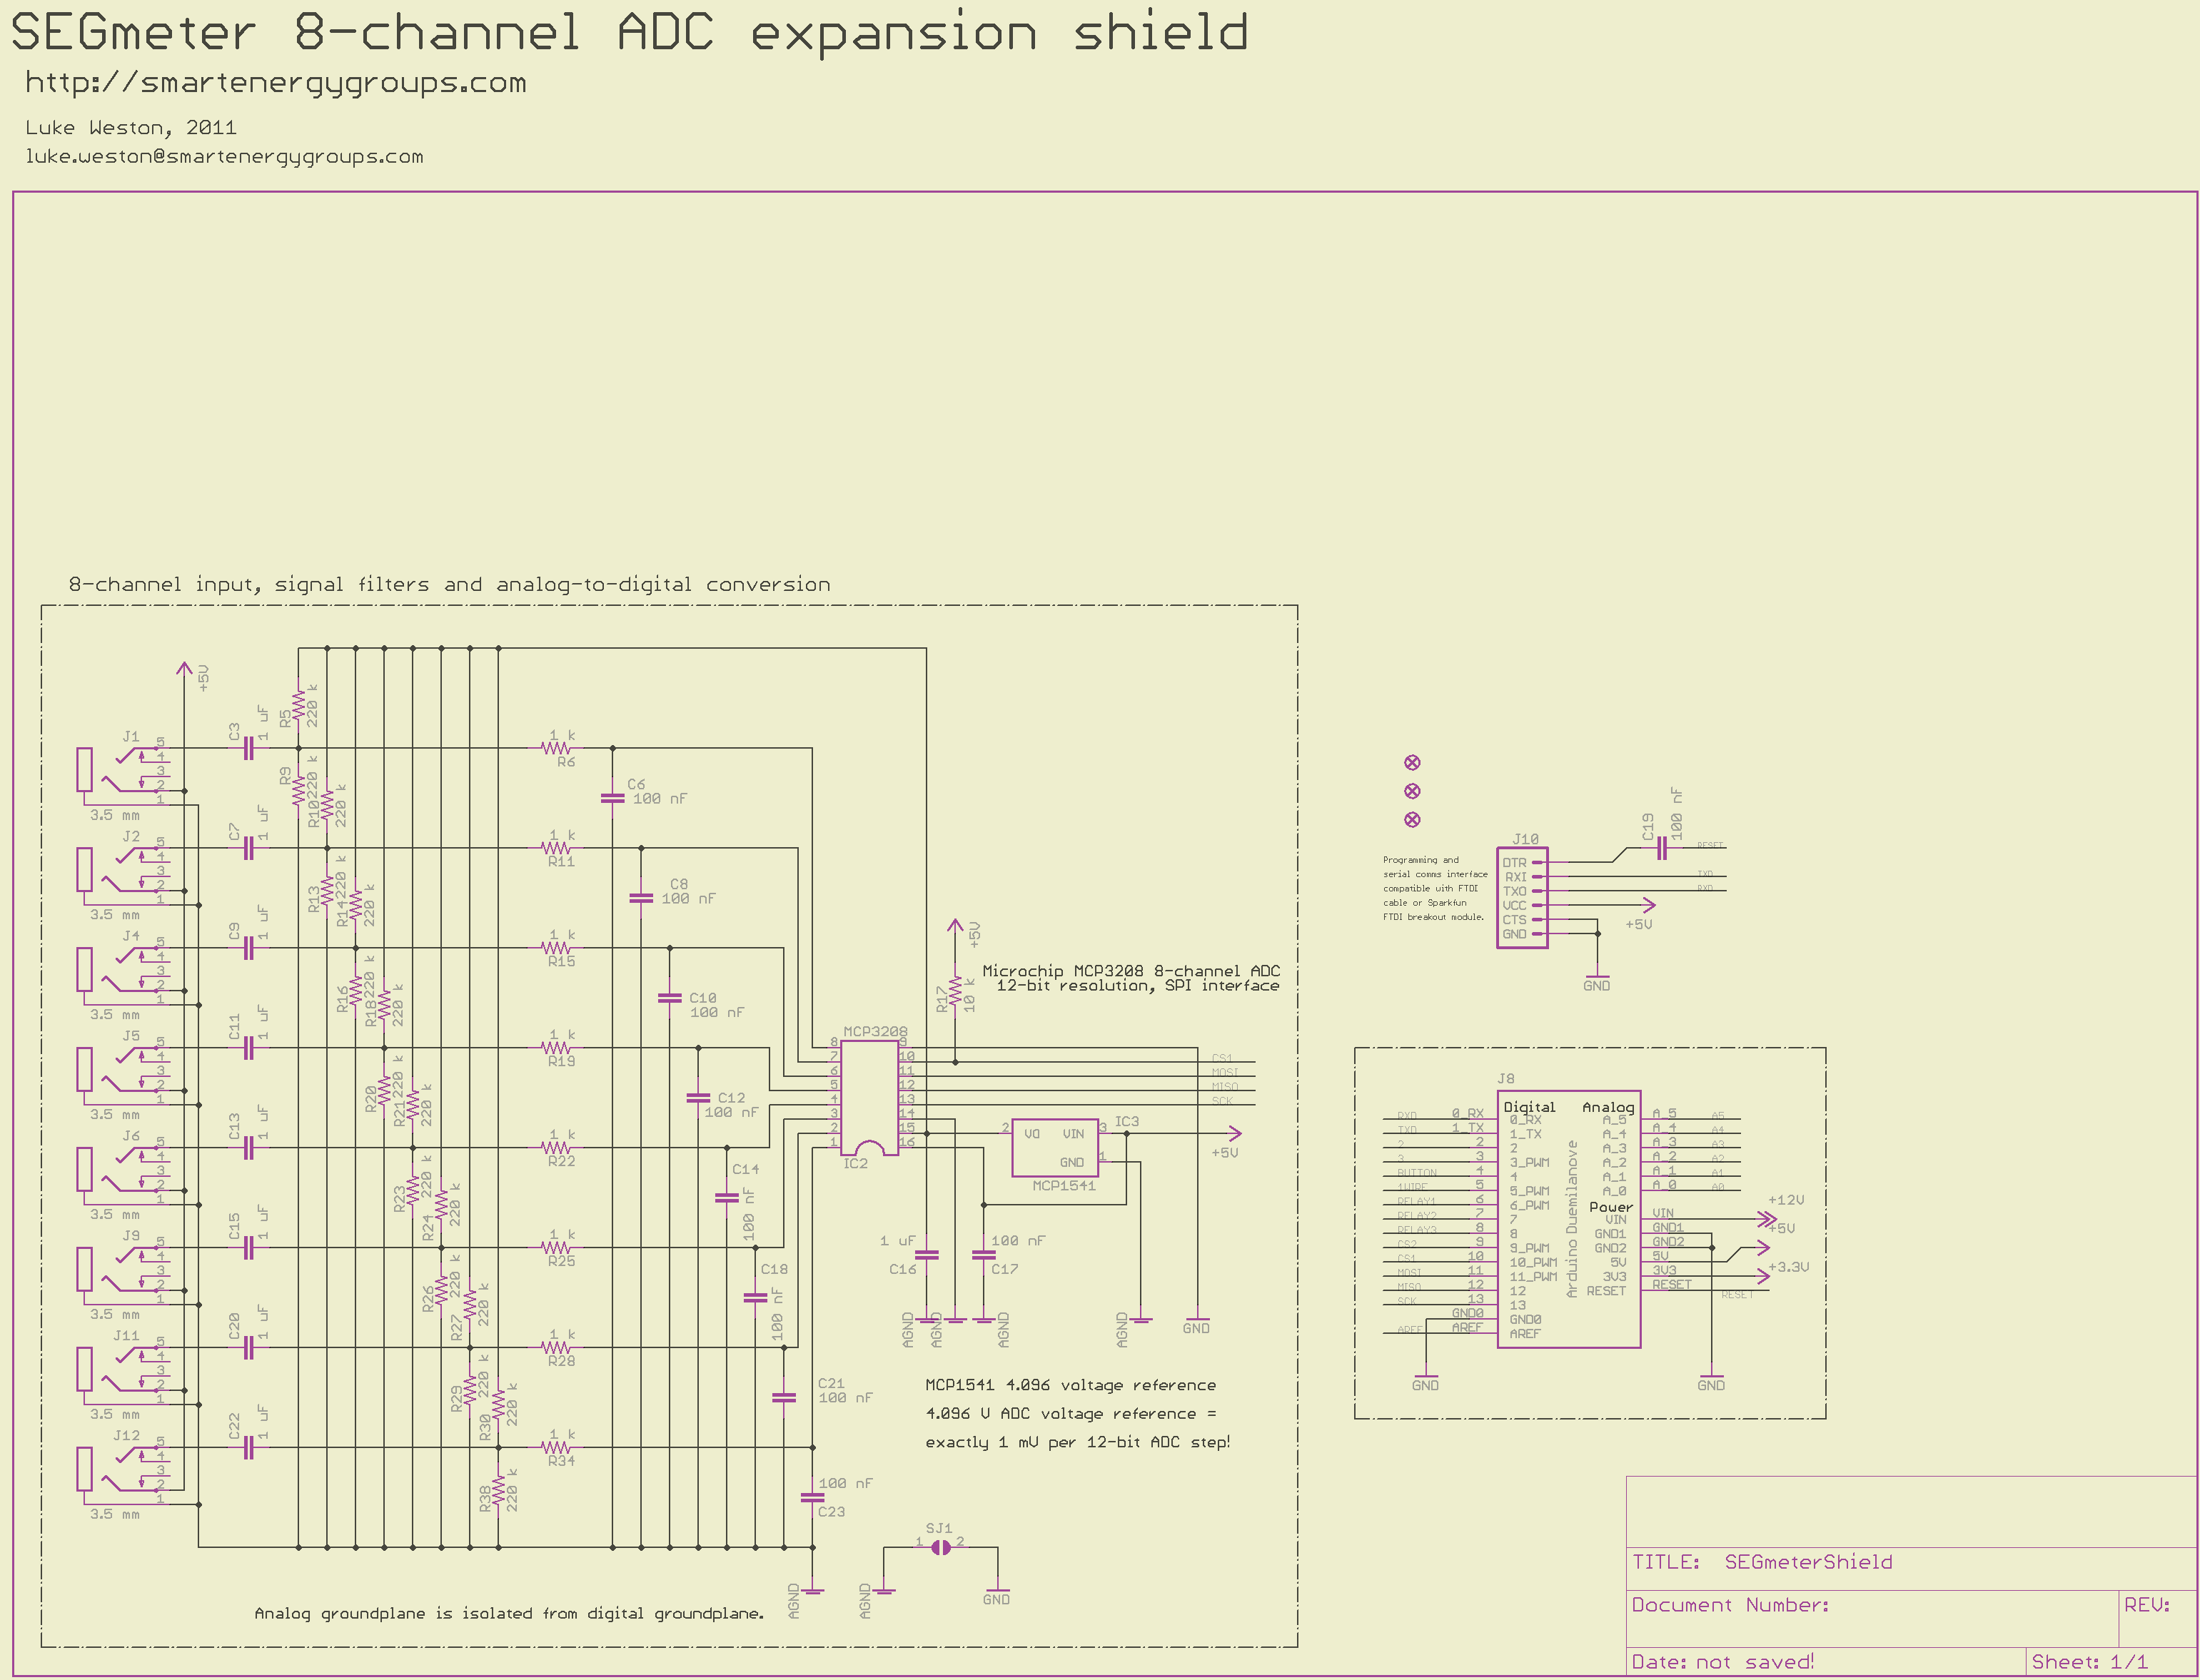 SEGmeter 8-channel ADC expansion shield
http://smartenergygroups.com
Luke Weston, 2011
luke.weston@smartenergygroups.com
8-channel input, signal filters and analog-to-digital conversion
+5V
J1
5
4
3
2
1
3.5 mm
C3
1 uF
R5
220 k
R9
220 k
1 k
R6
C6
100 nF
J2
5
4
3
2
1
3.5 mm
C7
1 uF
R10
220 k
R13
220 k
1 k
R11
C8
100 nF
J4
5
4
3
2
1
3.5 mm
C9
1 uF
R14
220 k
R16
220 k
1 k
R15
C10
100 nF
J5
5
4
3
2
1
3.5 mm
C11
1 uF
R18
220 k
R20
220 k
1 k
R19
C12
100 nF
J6
5
4
3
2
1
3.5 mm
C13
1 uF
R21
220 k
R23
220 k
1 k
R22
C14
100 nF
J9
5
4
3
2
1
3.5 mm
C15
1 uF
R24
220 k
R26
220 k
1 k
R25
C18
100 nF
J11
5
4
3
2
1
3.5 mm
C20
1 uF
R27
220 k
R29
220 k
1 k
R28
C21
100 nF
J12
5
4
3
2
1
3.5 mm
C22
1 uF
R30
220 k
R38
220 k
1 k
R34
100 nF
C23
+5V
R17
10 k
Microchip MCP3208 8-channel ADC
12-bit resolution, SPI interface
MCP3208
8 9
7 10 CS1
6 11 MOSI
5 12 MISO
4 13 SCK
3 14
2 15
1 16
IC2
IC3
2 VO VIN 3
GND 1
MCP1541
+5V
1 uF
C16
100 nF
C17
AGND
AGND
AGND
AGND
GND
MCP1541 4.096 voltage reference
4.096 V ADC voltage reference =
exactly 1 mV per 12-bit ADC step!
SJ1
1 2
AGND
AGND
GND
Analog groundplane is isolated from digital groundplane.
Programming and
serial comms interface
compatible with FTDI
cable or Sparkfun
FTDI breakout module.
J10
DTR
RXI
TXO
VCC
CTS
GND
C19
100 nF
RESET
TXD
RXD
+5V
GND
J8
Digital Analog
Power
Arduino Duemilanove
RXD 0_RX 0_RX
TXD 1_TX 1_TX
2 2 2
3 3 3_PWM
BUTTON 4 4
1WIRE 5 5_PWM
RELAY1 6 6_PWM
RELAY2 7 7
RELAY3 8 8
CS2 9 9_PWM
CS1 10 10_PWM
MOSI 11 11_PWM
MISO 12 12
SCK 13 13
GND0 GND0
AREF AREF AREF
A_5 A_5 A5
A_4 A_4 A4
A_3 A_3 A3
A_2 A_2 A2
A_1 A_1 A1
A_0 A_0 A0
VIN VIN +12V
GND1 GND1
GND2 GND2
5V 5V +5V
3V3 3V3 +3.3V
RESET RESET RESET
GND
GND
TITLE: SEGmeterShield
Document Number:
REV:
Date: not saved!
Sheet: 1/1